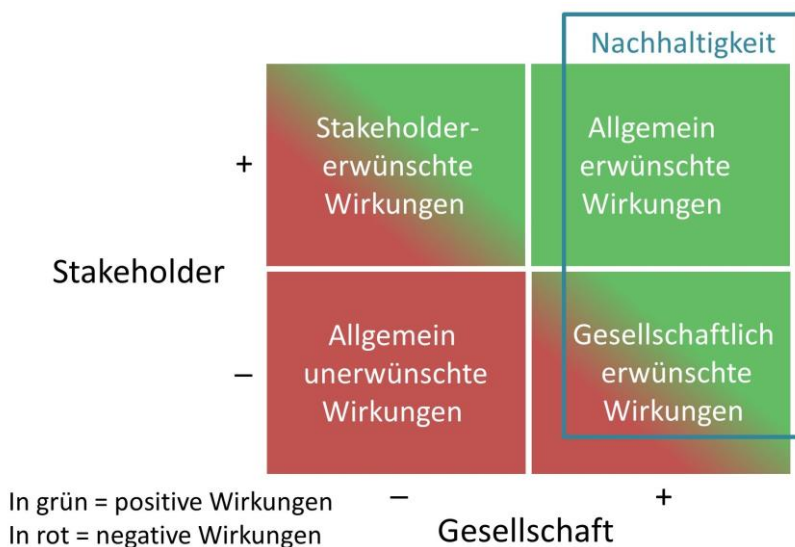 Nachhaltigkeit
Stakeholder-
erwünschte
Wirkungen
Allgemein
erwünschte
Wirkungen
+
Stakeholder
Allgemein
unerwünschte
Wirkungen
Gesellschaftlich
erwünschte
Wirkungen
–
– +
In grün = positive Wirkungen
In rot = negative Wirkungen
Gesellschaft